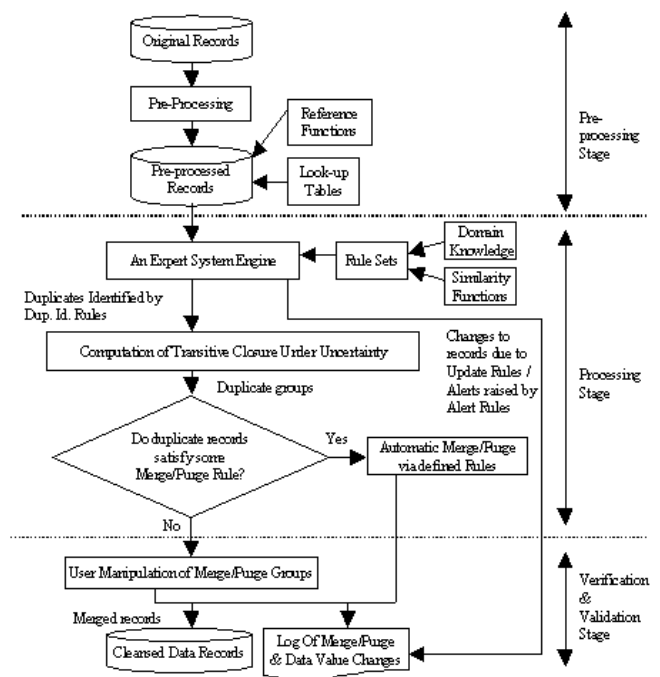 Original Records
Pre-Processing
Reference
Functions
Pre-processed
Records
Look-up
Tables
Pre-
processing
Stage
An Expert System Engine
Rule Sets
Domain
Knowledge
Similarity
Functions
Duplicates Identified by
Dup. Id. Rules
Computation of Transitive Closure Under Uncertainty
Changes to
records due to
Update Rules /
Alerts raised by
Alert Rules
Processing
Stage
Duplicate groups
Do duplicate records
satisfy some
Merge/Purge Rule?
Yes
Automatic Merge/Purge
via defined Rules
No
User Manipulation of Merge/Purge Groups
Merged records
Cleansed Data Records
Log Of Merge/Purge
& Data Value Changes
Verification
&
Validation
Stage